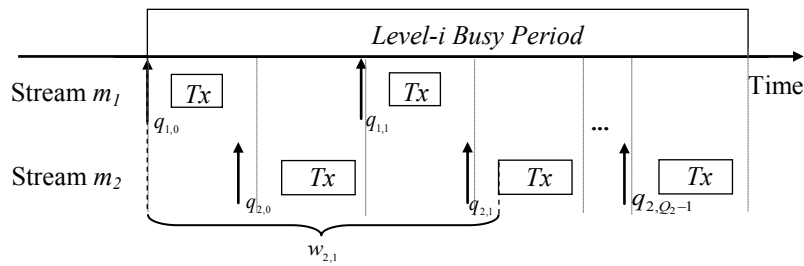 Level-i Busy Period
Time
Stream m₁ Tx Tx
q₁,₀ q₁,₁ ...
Stream m₂ Tx Tx Tx
q₂,₀ q₂,₁ q₂,Q₂₋₁
w₂,₁